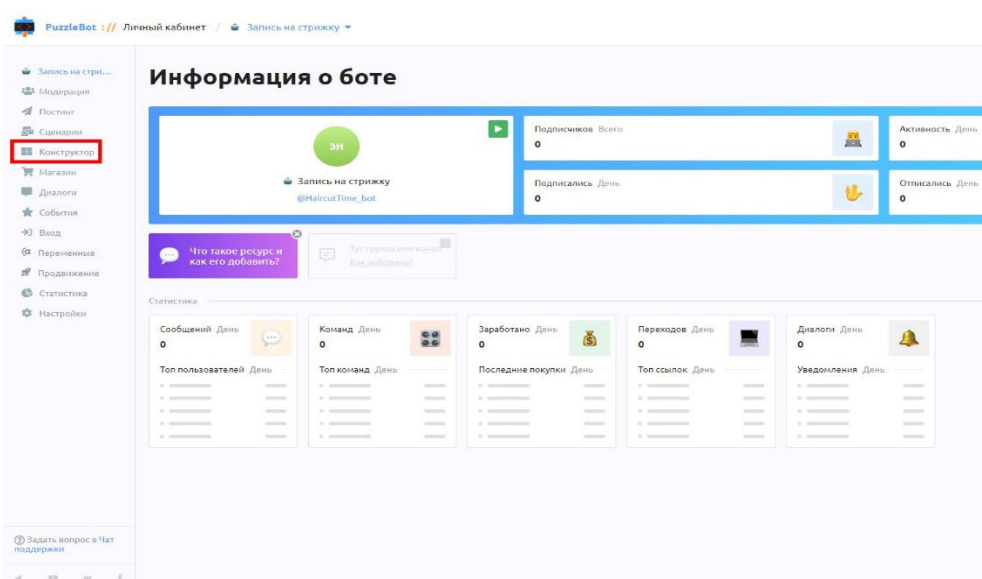 PuzzleBot :// Личный кабинет / Запись на стрижку
Запись на стри...
Модерация
Постинг
Сценарии
Конструктор
Магазин
Диалоги
События
Вход
Переменные
Продвижение
Статистика
Настройки
Задать вопрос в Чат
поддержки
Информация о боте
ЗН
Запись на стрижку
@HaircutTime_bot
Подписчиков Всего
0
Активность День
0
Подписались День
0
Отписались День
0
Что такое ресурс и
как его добавить?
Тут группа или канал
Как добавить?
Статистика
Сообщений День
0
Топ пользователей День
Команд День
0
Топ команд День
Заработано День
0
Последние покупки День
Переходов День
0
Топ ссылок День
Диалоги День
0
Уведомления День